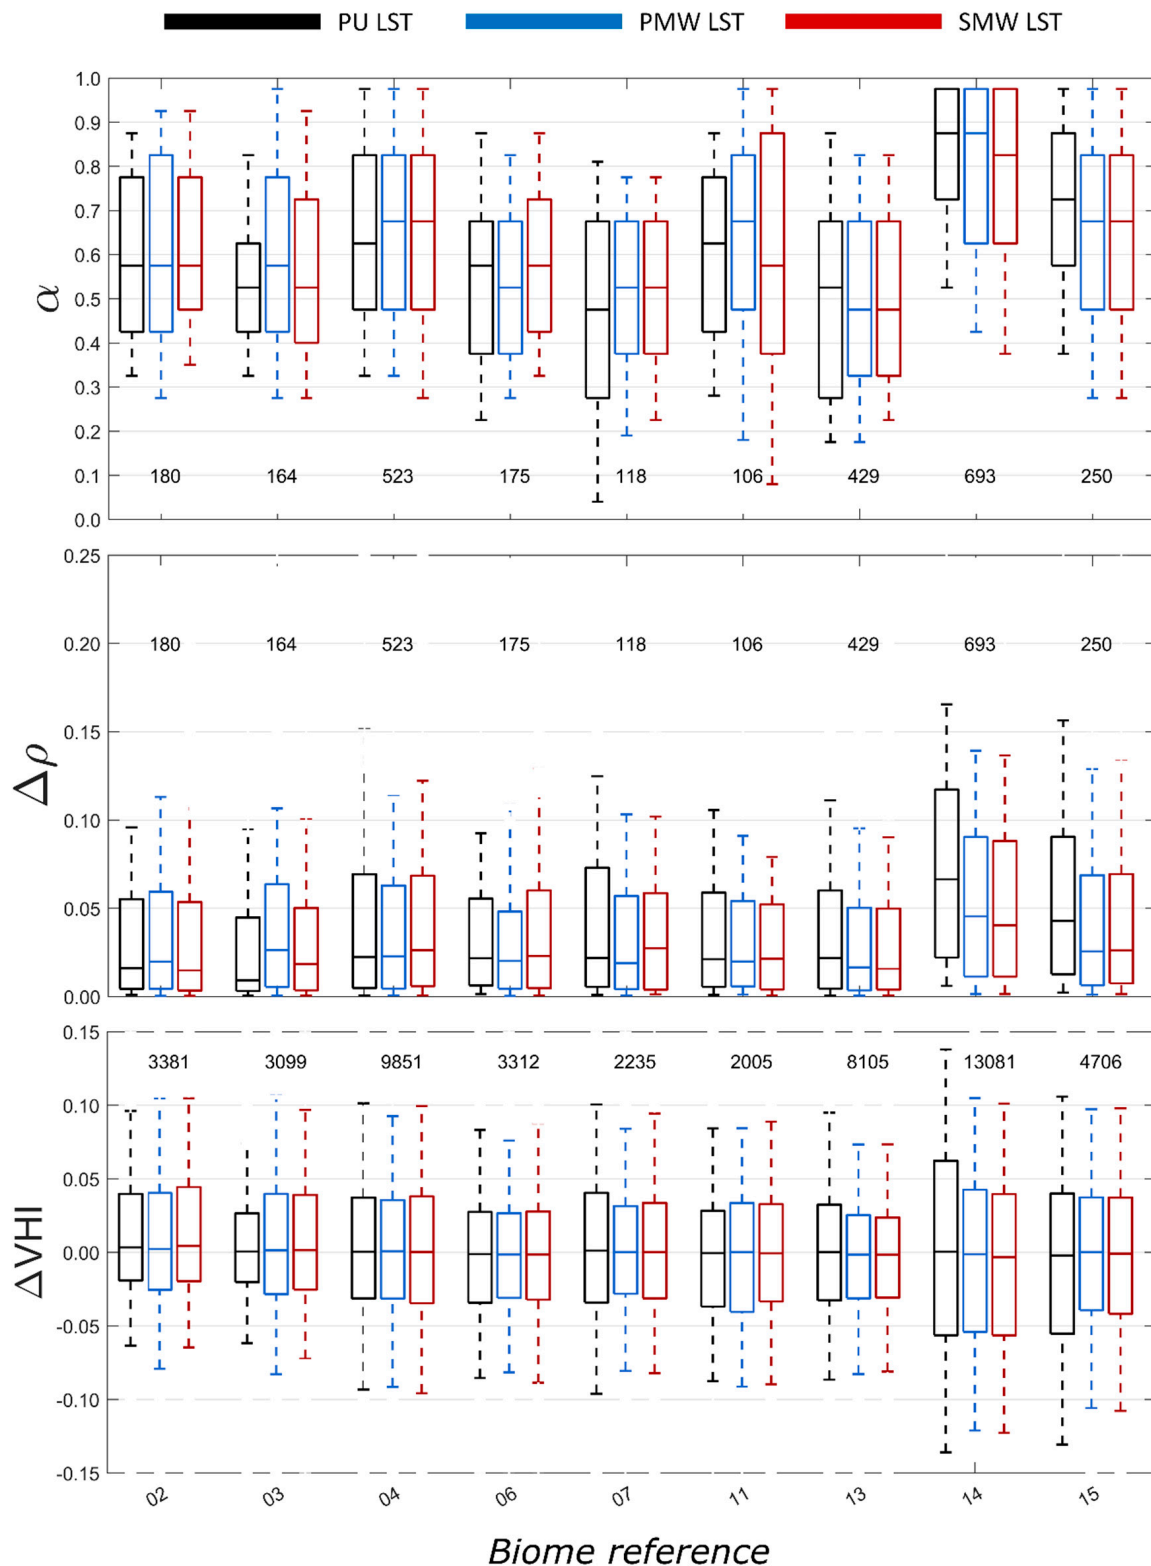 PU LST PMW LST SMW LST
1.0
0.9
0.8
0.7
0.6
0.5
0.4
0.3
0.2
0.1
0.0
α
180 164 523 175 118 106 429 693 250
0.25
0.20
0.15
0.10
0.05
0.00
Δρ
180 164 523 175 118 106 429 693 250
0.15
0.10
0.05
0.00
-0.05
-0.10
-0.15
ΔVHI
3381 3099 9851 3312 2235 2005 8105 13081 4706
02 03 04 06 07 11 13 14 15
Biome reference